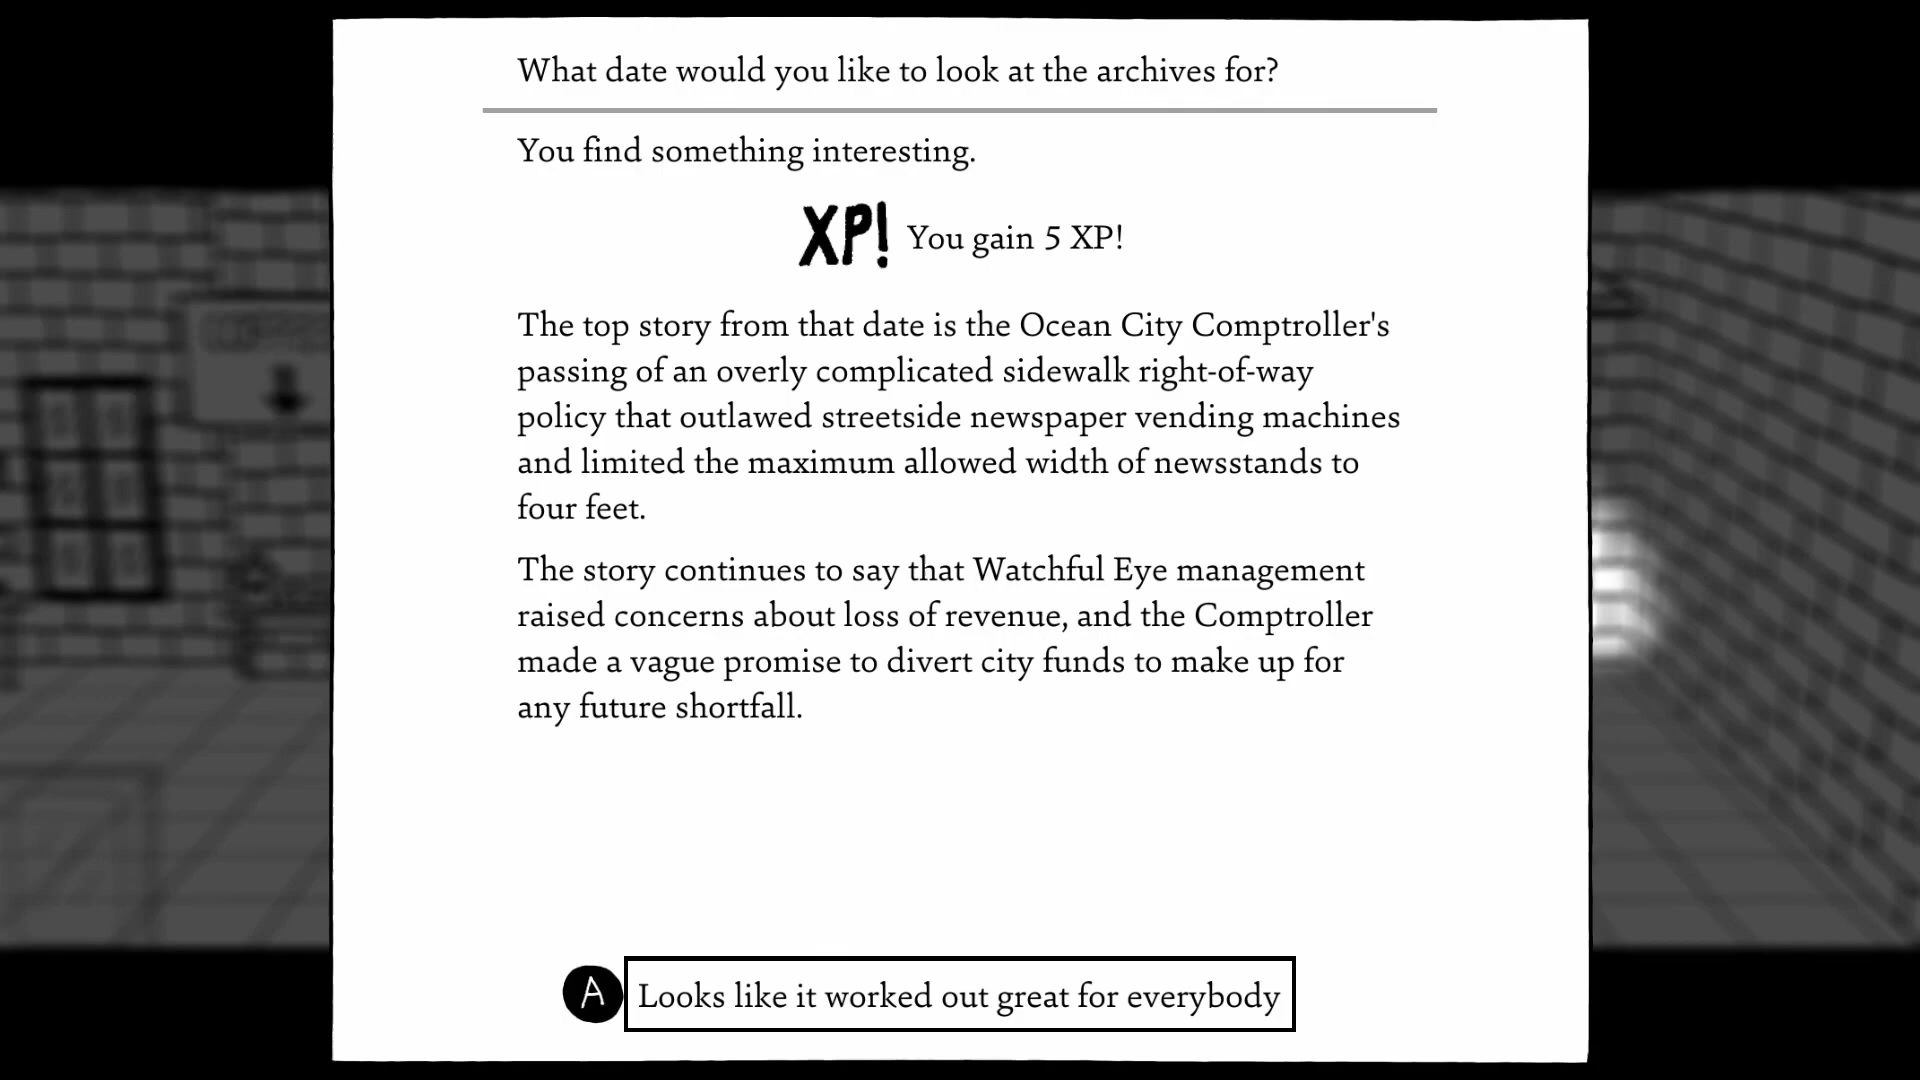 What date would you like to look at the archives for?
You find something interesting.
XP! You gain 5 XP!
The top story from that date is the Ocean City Comptroller's
passing of an overly complicated sidewalk right-of-way
policy that outlawed streetside newspaper vending machines
and limited the maximum allowed width of newsstands to
four feet.
The story continues to say that Watchful Eye management
raised concerns about loss of revenue, and the Comptroller
made a vague promise to divert city funds to make up for
any future shortfall.
A Looks like it worked out great for everybody